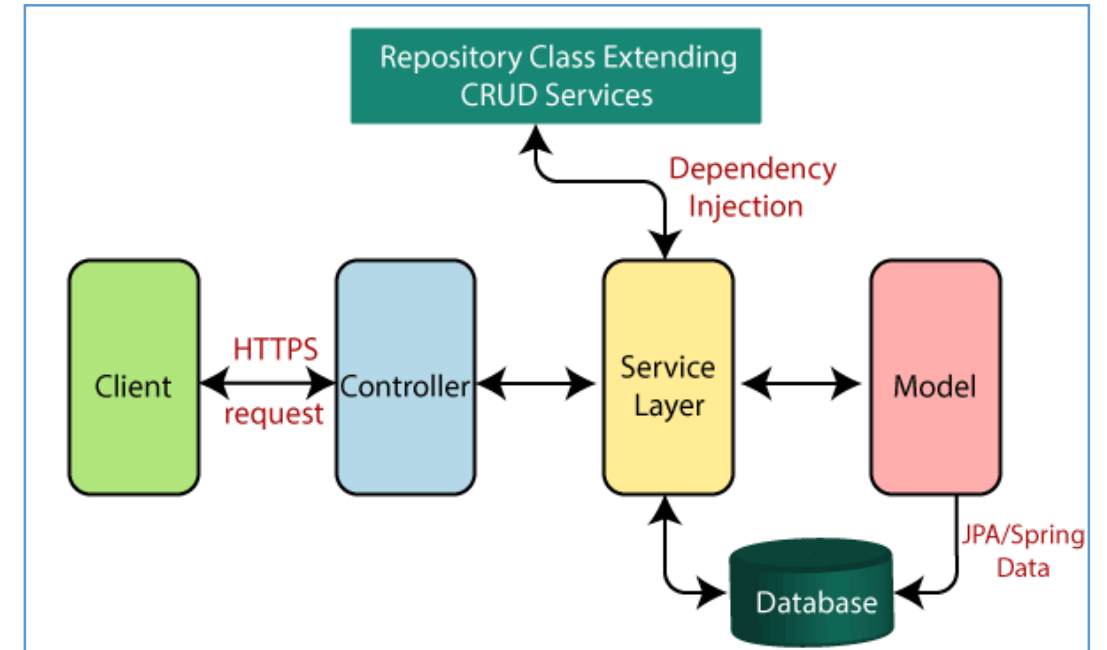 Repository Class Extending
CRUD Services
Dependency
Injection
HTTPS
request
Client
Controller
Service
Layer
Model
JPA/Spring
Data
Database